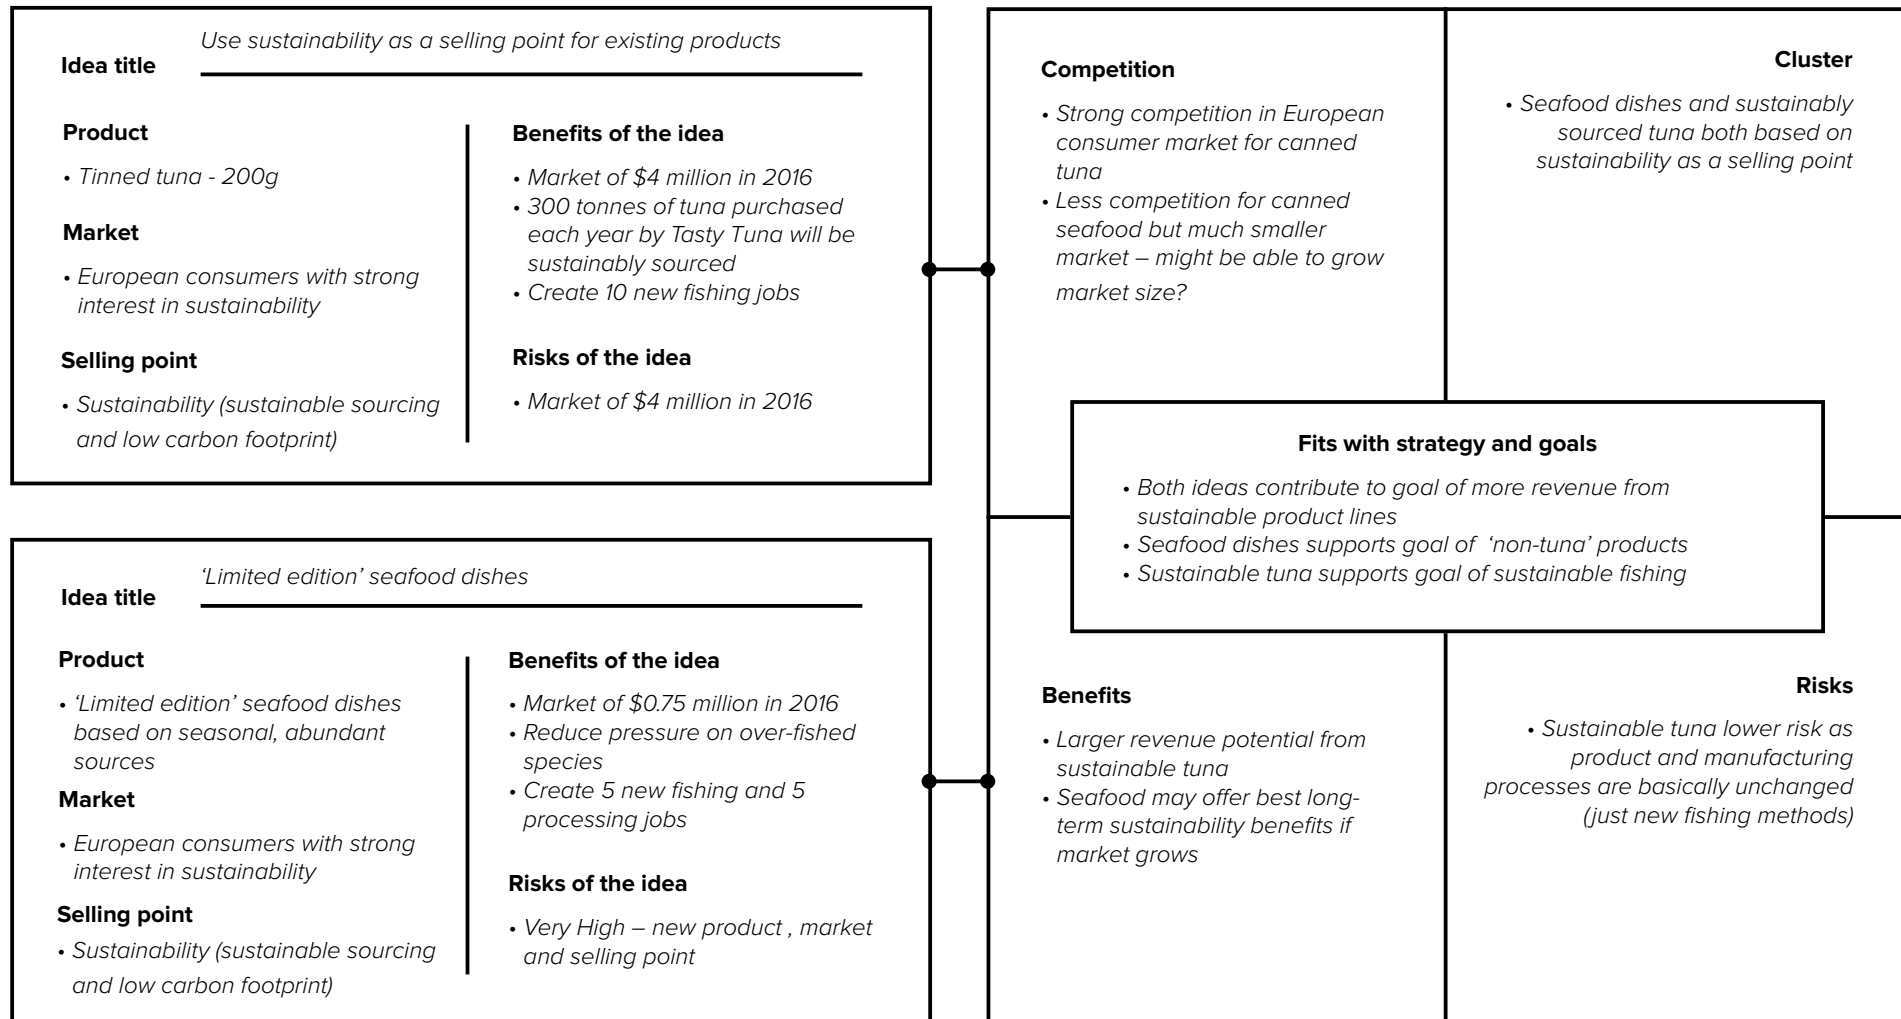 Use sustainability as a selling point for existing products
Idea title
Product
• Tinned tuna - 200g
Market
• European consumers with strong
interest in sustainability
Selling point
• Sustainability (sustainable sourcing
and low carbon footprint)
Benefits of the idea
• Market of $4 million in 2016
• 300 tonnes of tuna purchased
each year by Tasty Tuna will be
sustainably sourced
• Create 10 new fishing jobs
Risks of the idea
• Market of $4 million in 2016
‘Limited edition’ seafood dishes
Idea title
Product
• ‘Limited edition’ seafood dishes
based on seasonal, abundant
sources
Market
• European consumers with strong
interest in sustainability
Selling point
• Sustainability (sustainable sourcing
and low carbon footprint)
Benefits of the idea
• Market of $0.75 million in 2016
• Reduce pressure on over-fished
species
• Create 5 new fishing and 5
processing jobs
Risks of the idea
• Very High – new product , market
and selling point
Competition
• Strong competition in European
consumer market for canned
tuna
• Less competition for canned
seafood but much smaller
market – might be able to grow
market size?
Cluster
• Seafood dishes and sustainably
sourced tuna both based on
sustainability as a selling point
Fits with strategy and goals
• Both ideas contribute to goal of more revenue from
sustainable product lines
• Seafood dishes supports goal of ‘non-tuna’ products
• Sustainable tuna supports goal of sustainable fishing
Benefits
• Larger revenue potential from
sustainable tuna
• Seafood may offer best long-
term sustainability benefits if
market grows
Risks
• Sustainable tuna lower risk as
product and manufacturing
processes are basically unchanged
(just new fishing methods)